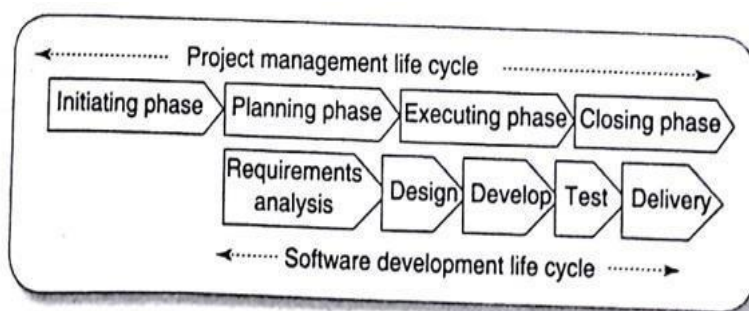 Project management life cycle
Initiating phase Planning phase Executing phase Closing phase
Requirements Design Develop Test Delivery
analysis
Software development life cycle